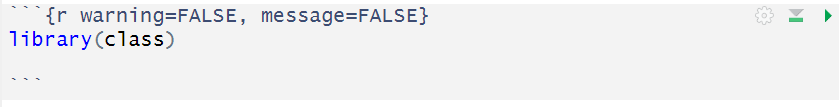 ```{r warning=FALSE, message=FALSE}
library(class)
```